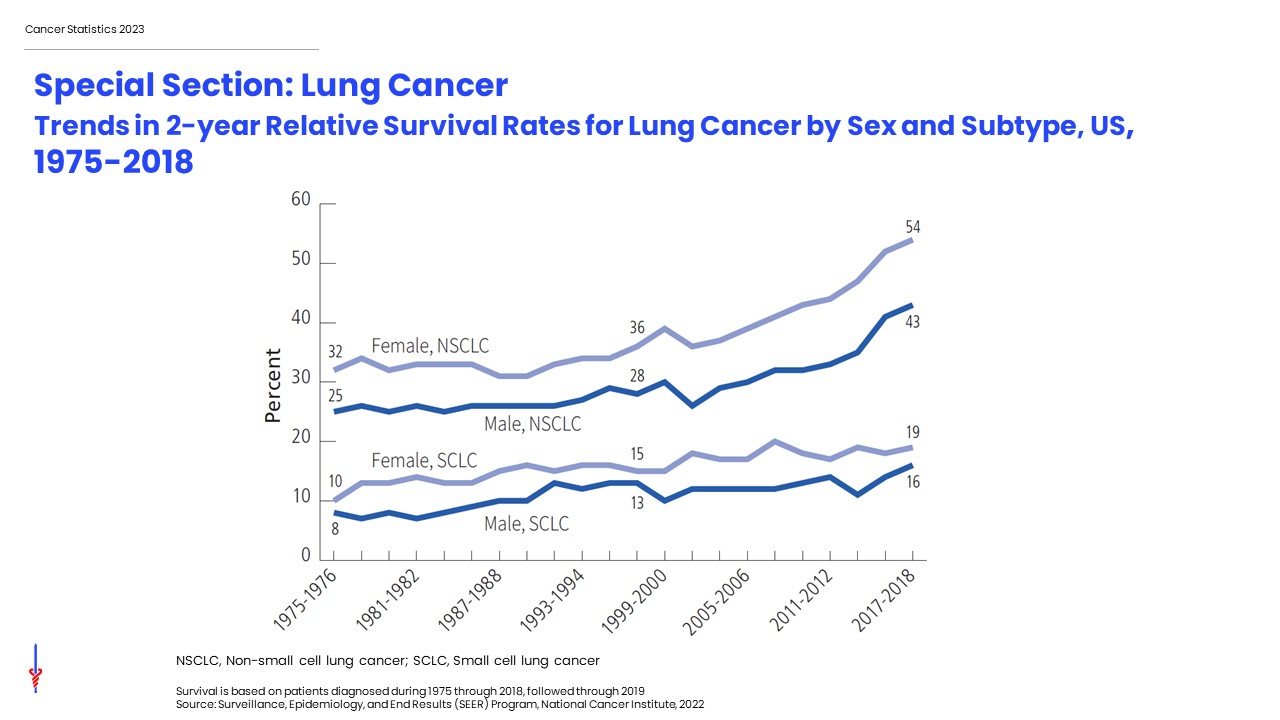 Cancer Statistics 2023
Special Section: Lung Cancer
Trends in 2-year Relative Survival Rates for Lung Cancer by Sex and Subtype, US,
1975-2018
Percent
60
50
40
30
20
10
0
32
36
54
Female, NSCLC
25
28
43
Male, NSCLC
10
15
19
Female, SCLC
8
13
16
Male, SCLC
1975-1976
1981-1982
1987-1988
1993-1994
1999-2000
2005-2006
2011-2012
2017-2018
NSCLC, Non-small cell lung cancer; SCLC, Small cell lung cancer
Survival is based on patients diagnosed during 1975 through 2018, followed through 2019
Source: Surveillance, Epidemiology, and End Results (SEER) Program, National Cancer Institute, 2022